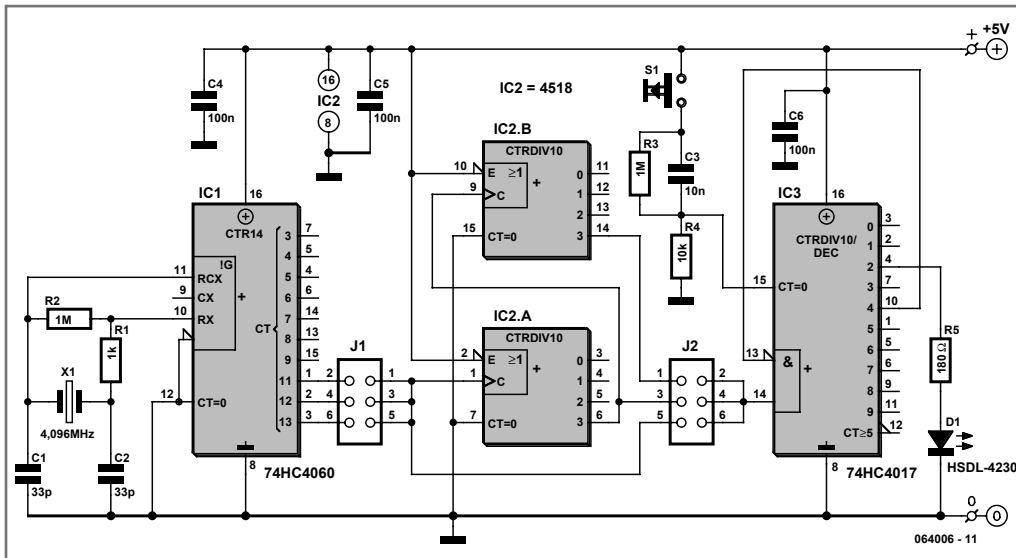 +
+5V
C4
100n
16
IC2
8
C5
100n
IC2 = 4518
S1
R3
1M
C3
10n
R4
10k
C6
100n
IC1
16
CTR14
!G
11
RCX
9
CX
10
RX
+
12
CT=0
CT
3
7
4
5
5
4
6
6
7
14
8
13
9
15
11
1
12
2
13
3
8
74HC4060
R2
1M
R1
1k
X1
4,096MHz
C1
33p
C2
33p
J1
2
1
4
3
6
5
IC2.B
CTRDIV10
10
E
≥1
+
9
C
15
CT=0
0
11
1
12
2
13
3
14
IC2.A
CTRDIV10
2
E
≥1
+
1
C
7
CT=0
0
3
1
4
2
5
3
6
J2
1
2
3
4
5
6
IC3
16
CTRDIV10/
DEC
15
CT=0
13
&
+
14
0
3
1
2
2
4
3
7
4
10
5
1
6
5
7
6
8
9
9
11
CT≥5
12
8
74HC4017
R5
180Ω
D1
HSDL-4230
0
0
064006 - 11